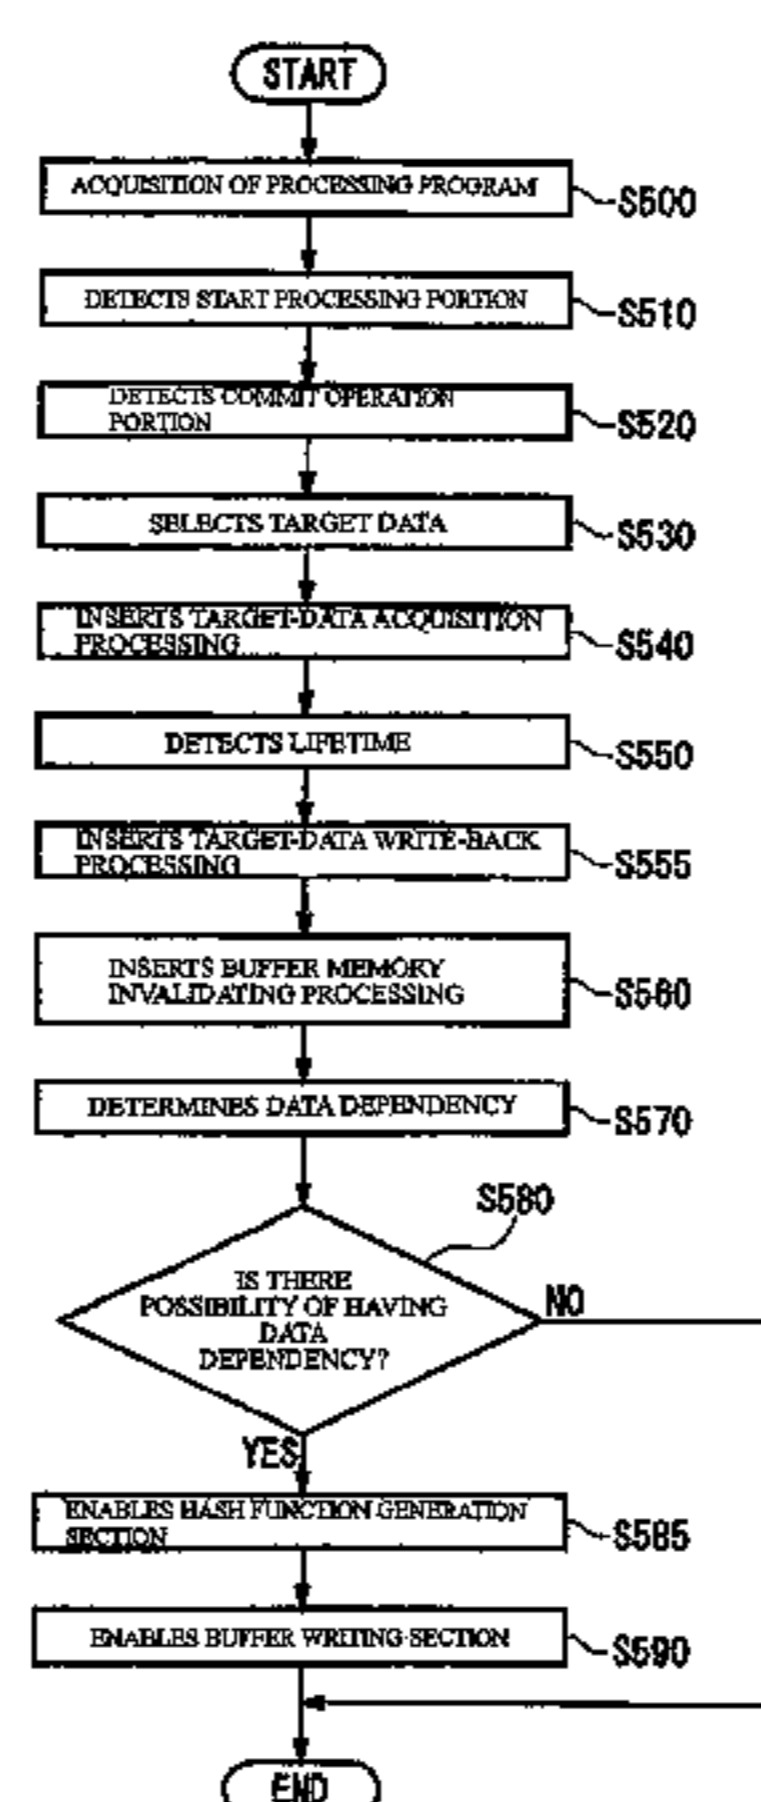 START
ACQUISITION OF PROCESSING PROGRAM
S500
DETECTS START PROCESSING PORTION
S510
DETECTS COMMIT OPERATION
PORTION
S520
SELECTS TARGET DATA
S530
INSERTS TARGET-DATA ACQUISITION
PROCESSING
S540
DETECTS LIFETIME
S550
INSERTS TARGET-DATA WRITE-BACK
PROCESSING
S555
INSERTS BUFFER MEMORY
INVALIDATING PROCESSING
S560
DETERMINES DATA DEPENDENCY
S570
S580
IS THERE
POSSIBILITY OF HAVING
DATA
DEPENDENCY?
NO
YES
ENABLES HASH FUNCTION GENERATION
SECTION
S585
ENABLES BUFFER WRITING SECTION
S590
END